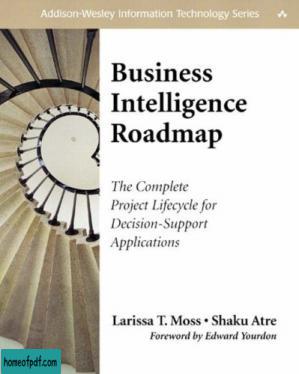 Addison-Wesley Information Technology Series
Business
Intelligence
Roadmap
The Complete
Project Lifecycle for
Decision-Support
Applications
Larissa T. Moss • Shaku Atre
Foreword by Edward Yourdon
homeofpdf.com